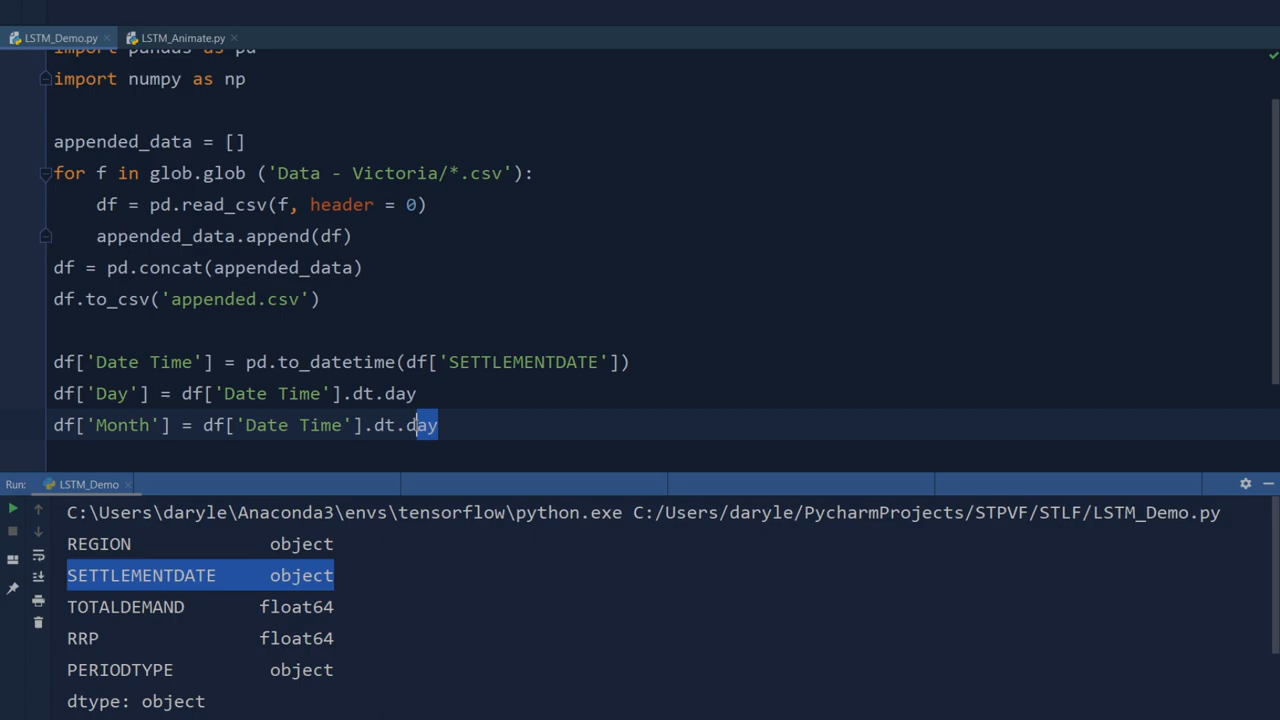 LSTM_Demo.py
LSTM_Animate.py
import pandas as pd
import numpy as np
appended_data = []
for f in glob.glob ('Data - Victoria/*.csv'):
df = pd.read_csv(f, header = 0)
appended_data.append(df)
df = pd.concat(appended_data)
df.to_csv('appended.csv')
df['Date Time'] = pd.to_datetime(df['SETTLEMENTDATE'])
df['Day'] = df['Date Time'].dt.day
df['Month'] = df['Date Time'].dt.day
Run: LSTM_Demo
C:\Users\daryle\Anaconda3\envs\tensorflow\python.exe C:/Users/daryle/PycharmProjects/STPVF/STLF/LSTM_Demo.py
REGION object
SETTLEMENTDATE object
TOTALDEMAND float64
RRP float64
PERIODTYPE object
dtype: object